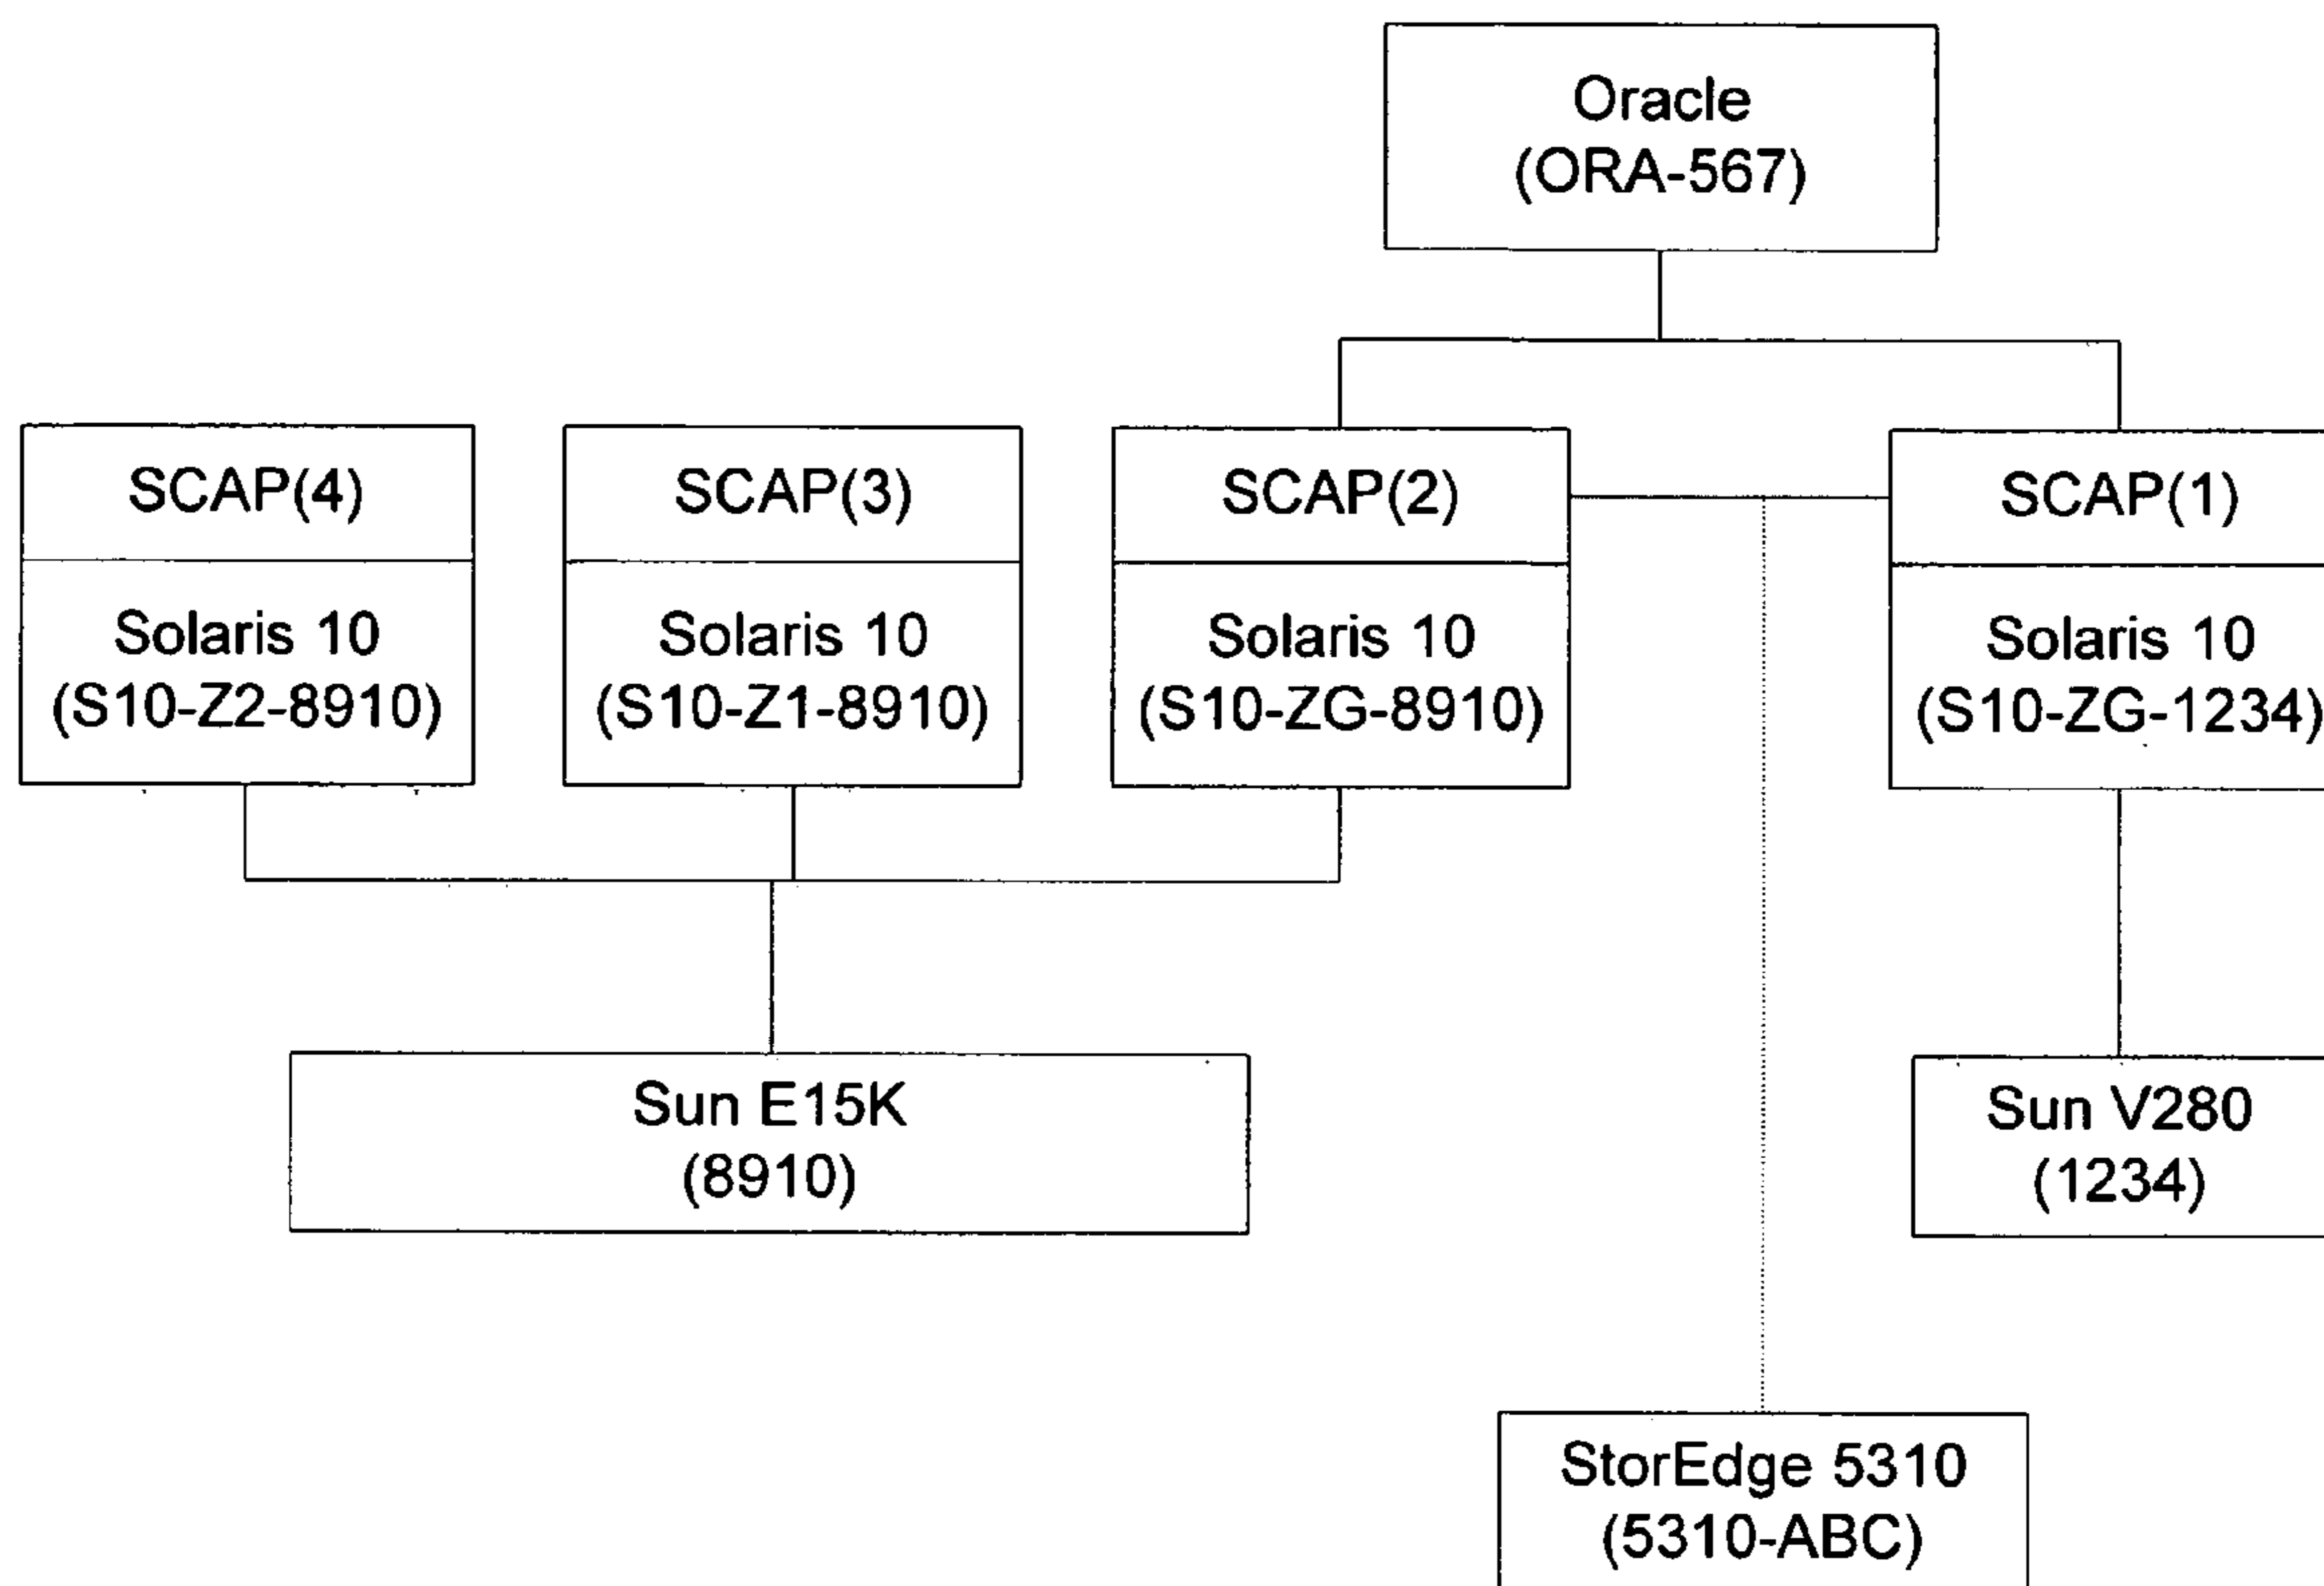 Oracle
(ORA-567)
SCAP(4)
Solaris 10
(S10-Z2-8910)
SCAP(3)
Solaris 10
(S10-Z1-8910)
SCAP(2)
Solaris 10
(S10-ZG-8910)
SCAP(1)
Solaris 10
(S10-ZG-1234)
Sun E15K
(8910)
Sun V280
(1234)
StorEdge 5310
(5310-ABC)